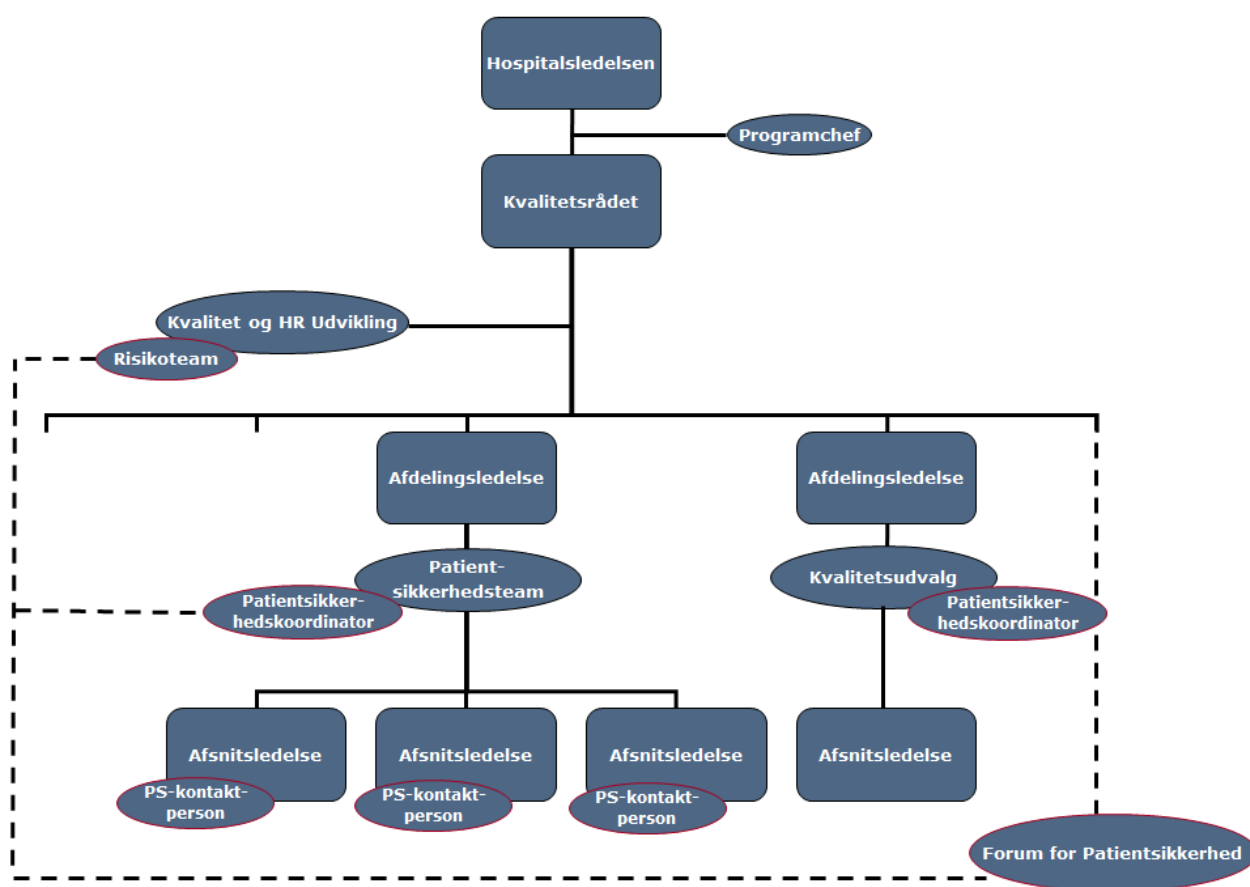 Hospitalsledelsen
Programchef
Kvalitetsrådet
Kvalitet og HR Udvikling
Risikoteam
Afdelingsledelse
Afdelingsledelse
Patient-
sikkerhedsteam
Kvalitetsudvalg
Patientsikker-
hedskoordinator
Patientsikker-
hedskoordinator
Afsnitsledelse
Afsnitsledelse
Afsnitsledelse
Afsnitsledelse
PS-kontakt-
person
PS-kontakt-
person
PS-kontakt-
person
Forum for Patientsikkerhed